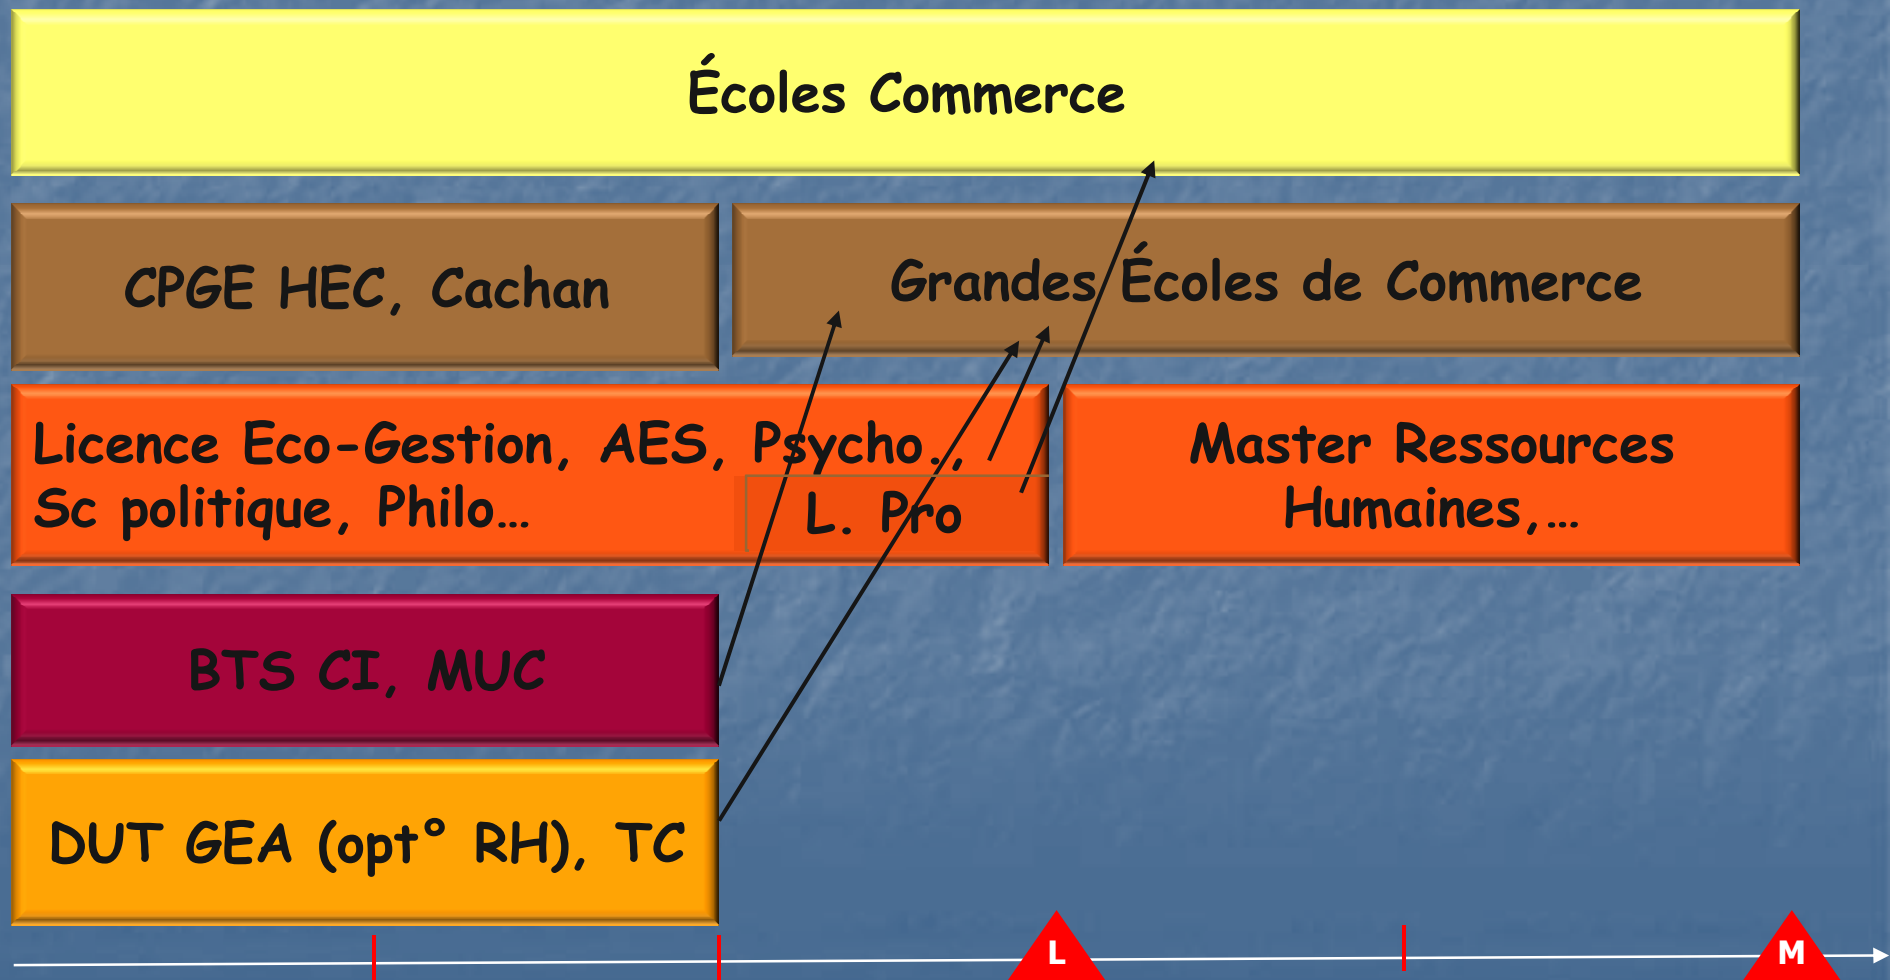 Écoles Commerce
CPGE HEC, Cachan
Grandes Écoles de Commerce
Licence Eco-Gestion, AES, Psycho.,
Sc politique, Philo…
L. Pro
Master Ressources
Humaines,…
BTS CI, MUC
DUT GEA (opt° RH), TC
L
M